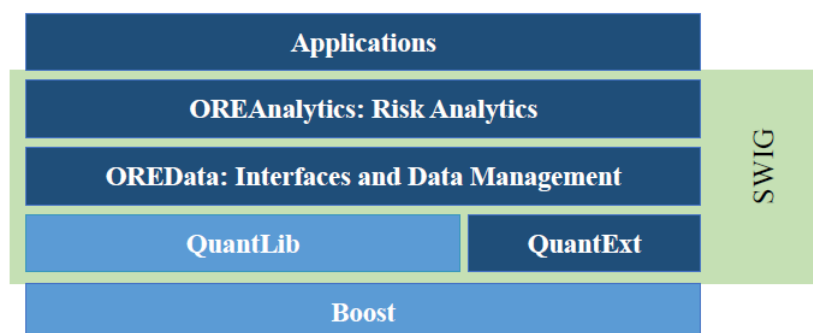 Applications
OREAnalytics: Risk Analytics
OREData: Interfaces and Data Management
SWIG
QuantLib
QuantExt
Boost